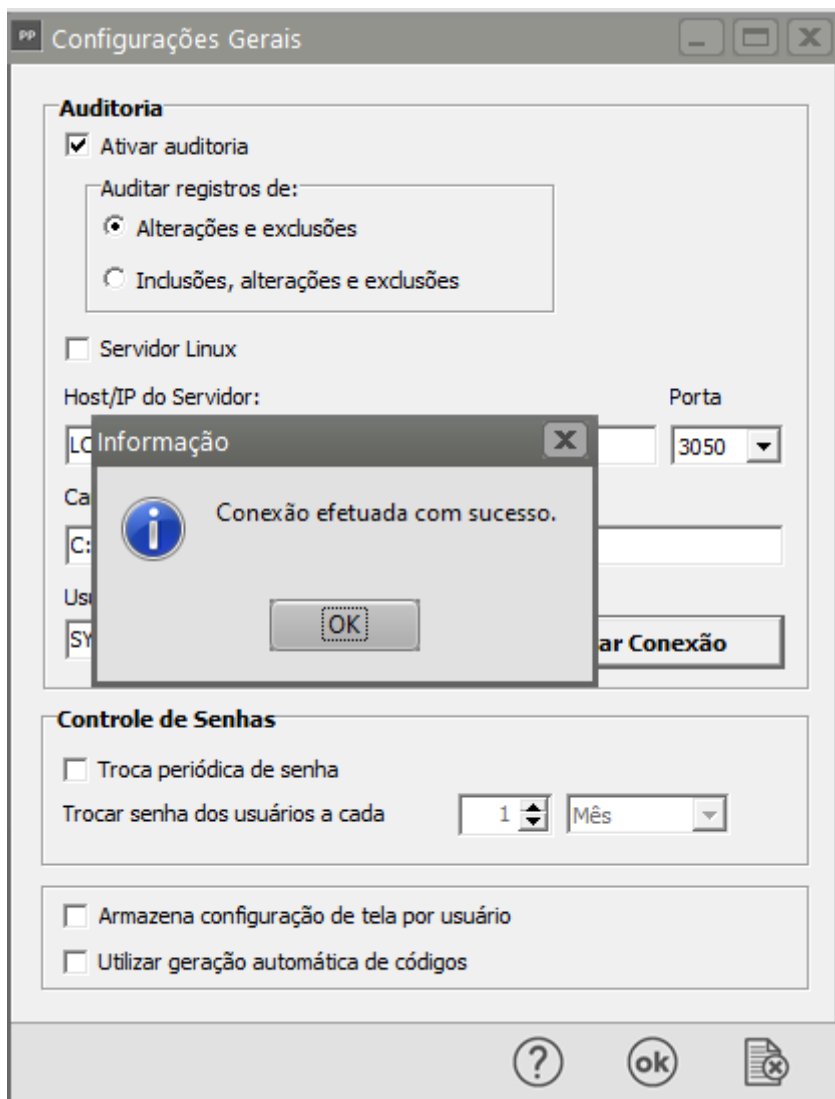 PP Configurações Gerais
Auditoria
Ativar auditoria
Auditar registros de:
Alterações e exclusões
Inclusões, alterações e exclusões
Servidor Linux
Host/IP do Servidor: Porta
3050
Informação
Conexão efetuada com sucesso.
C:
OK
ar Conexão
Controle de Senhas
Troca periódica de senha
Trocar senha dos usuários a cada 1 Mês
Armazena configuração de tela por usuário
Utilizar geração automática de códigos
? ok